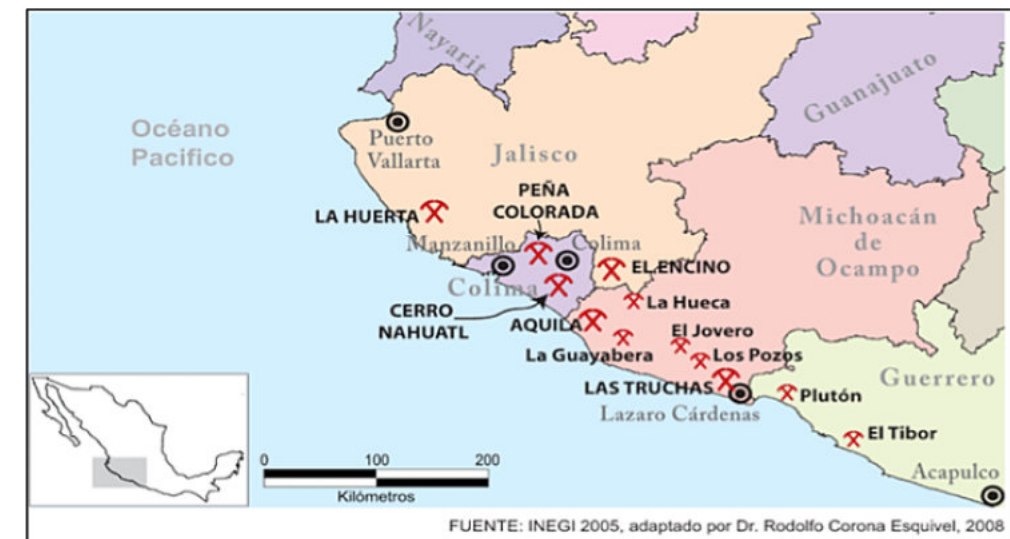 Nayarit
Guanajuato
Océano
Pacifico
Puerto
Vallarta
Jalisco
PEÑA
COLORADA
LA HUERTA
Michoacán
de
Ocampo
Manzanillo
Colima
EL ENCINO
Colima
La Hueca
CERRO
NAHUATL
AQUILA
El Jovero
La Guayabera
Los Pozos
LAS TRUCHAS
Guerrero
Plutón
Lazaro Cárdenas
El Tibor
Acapulco
0 100 200
Kilómetros
FUENTE: INEGI 2005, adaptado por Dr. Rodolfo Corona Esquivel, 2008